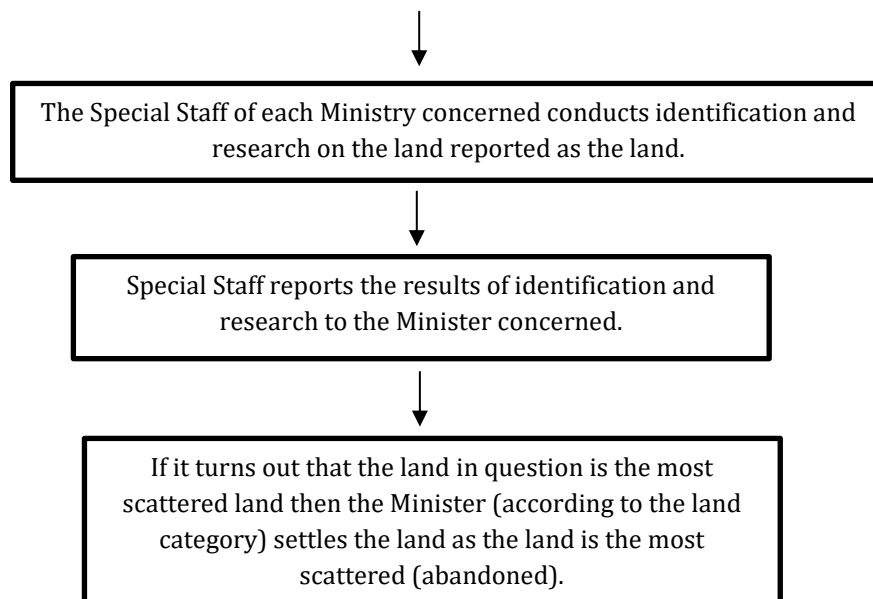 The Special Staff of each Ministry concerned conducts identification and
research on the land reported as the land.
Special Staff reports the results of identification and
research to the Minister concerned.
If it turns out that the land in question is the most
scattered land then the Minister (according to the land
category) settles the land as the land is the most
scattered (abandoned).